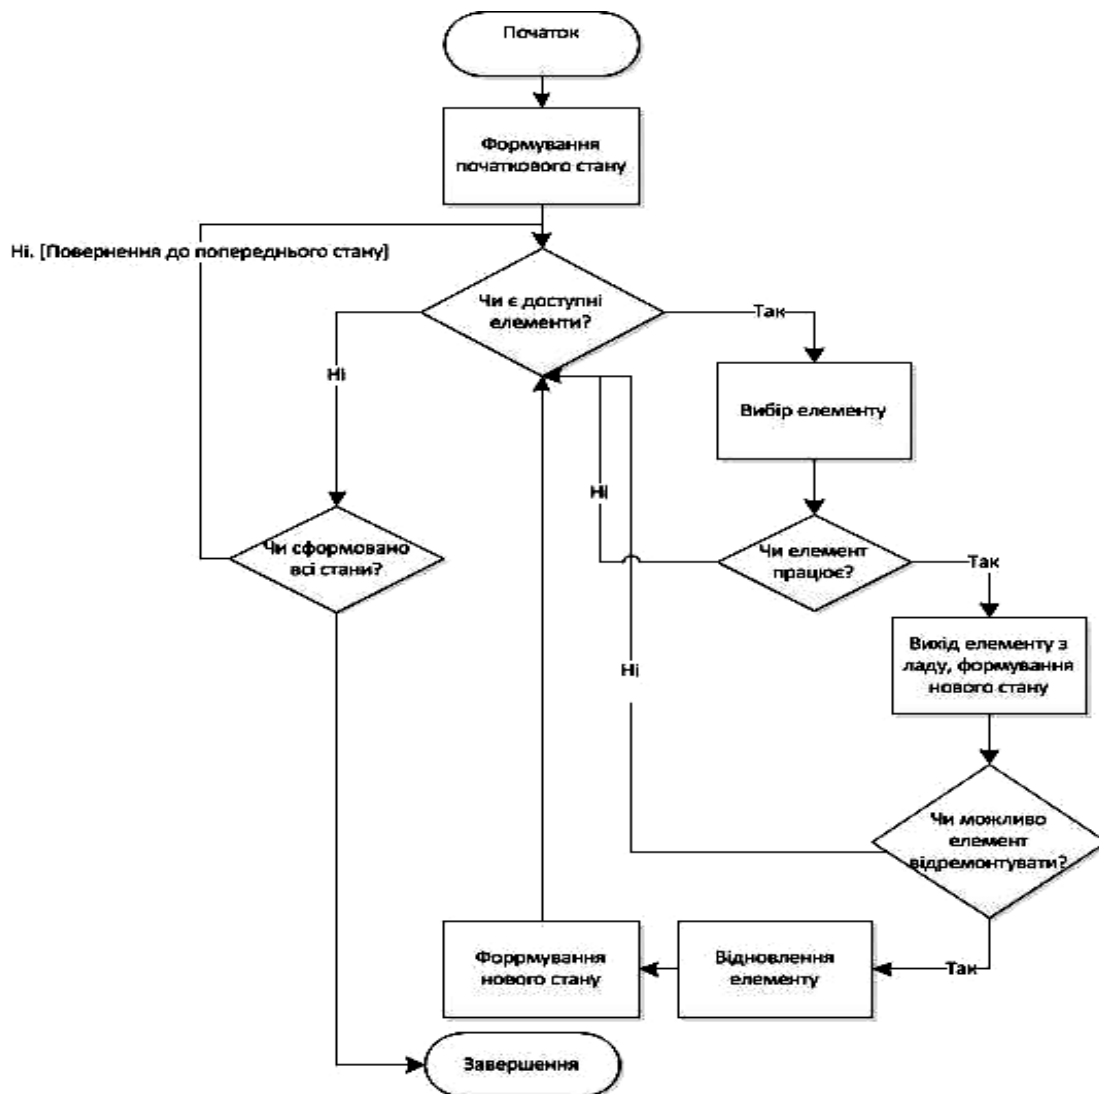 Початок
Формування
початкового стану
Ні. [Повернення до попереднього стану]
Чи є доступні
елементи?
Так
Ні
Вибір елементу
Ні
Чи сформовано
всі стани?
Чи елемент
працює?
Так
Вихід елементу з
ладу, формування
нового стану
Ні
Чи можливо
елемент
відремонтувати?
Форрмування
нового стану
Відновлення
елементу
Так
Завершення